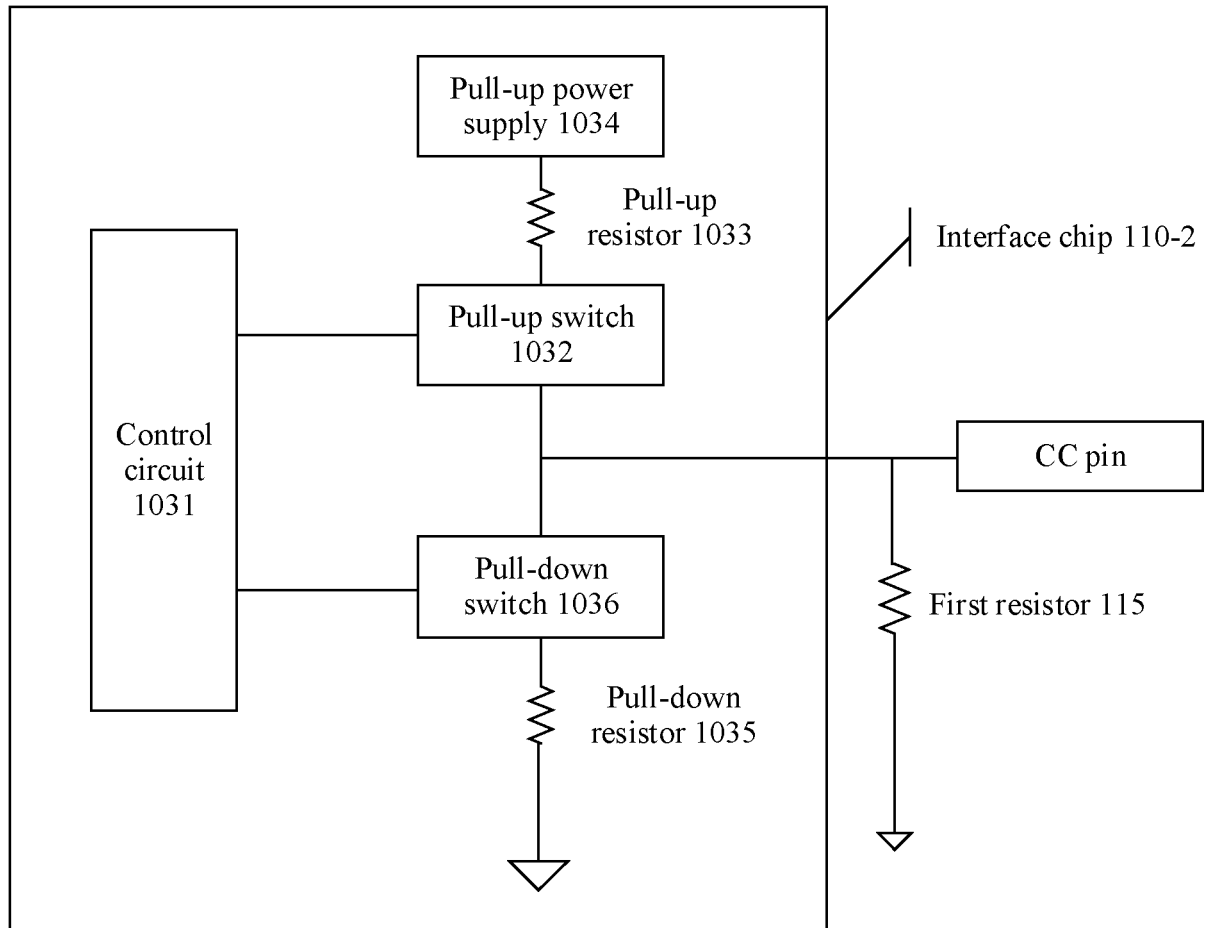 Pull-up power
supply 1034
Pull-up
resistor 1033
Interface chip 110-2
Pull-up switch
1032
Control
circuit
1031
CC pin
Pull-down
switch 1036
First resistor 115
Pull-down
resistor 1035